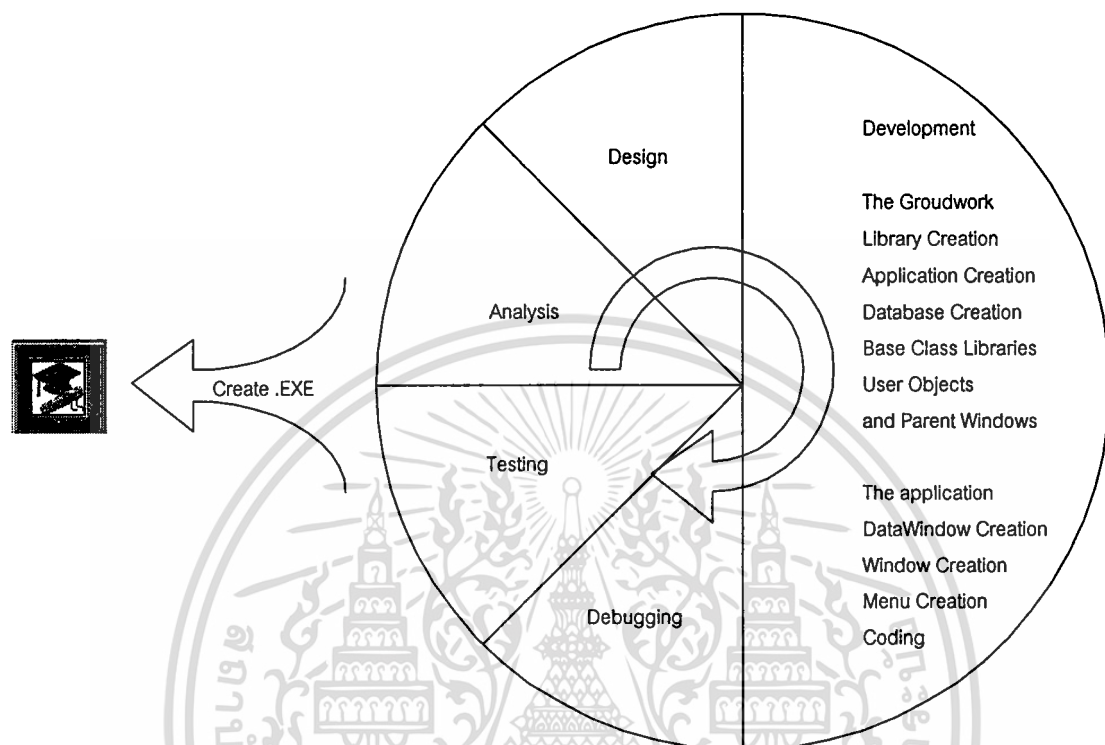 Design
Analysis
Testing
Debugging
Create .EXE
Development
The Groudwork
Library Creation
Application Creation
Database Creation
Base Class Libraries
User Objects
and Parent Windows
The application
DataWindow Creation
Window Creation
Menu Creation
Coding